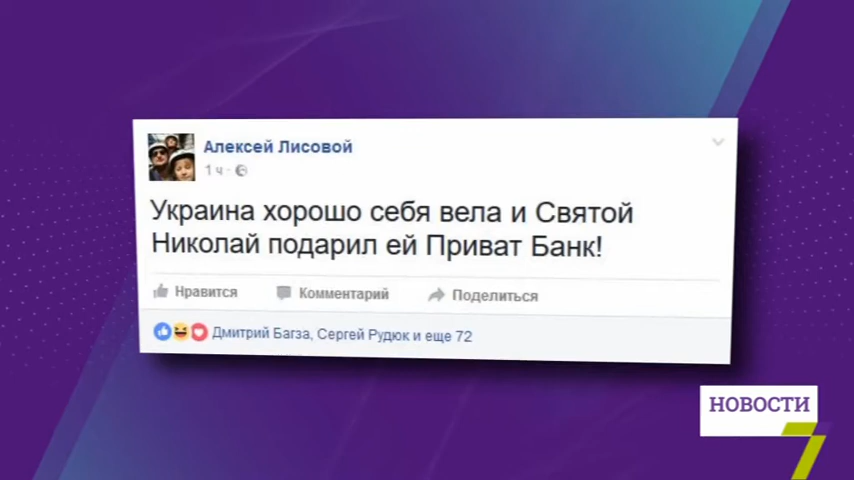 Алексей Лисовой
1 ч ·
Украина хорошо себя вела и Святой
Николай подарил ей Приват Банк!
Нравится Комментарий Поделиться
Дмитрий Багза, Сергей Рудюк и еще 72
НОВОСТИ
7